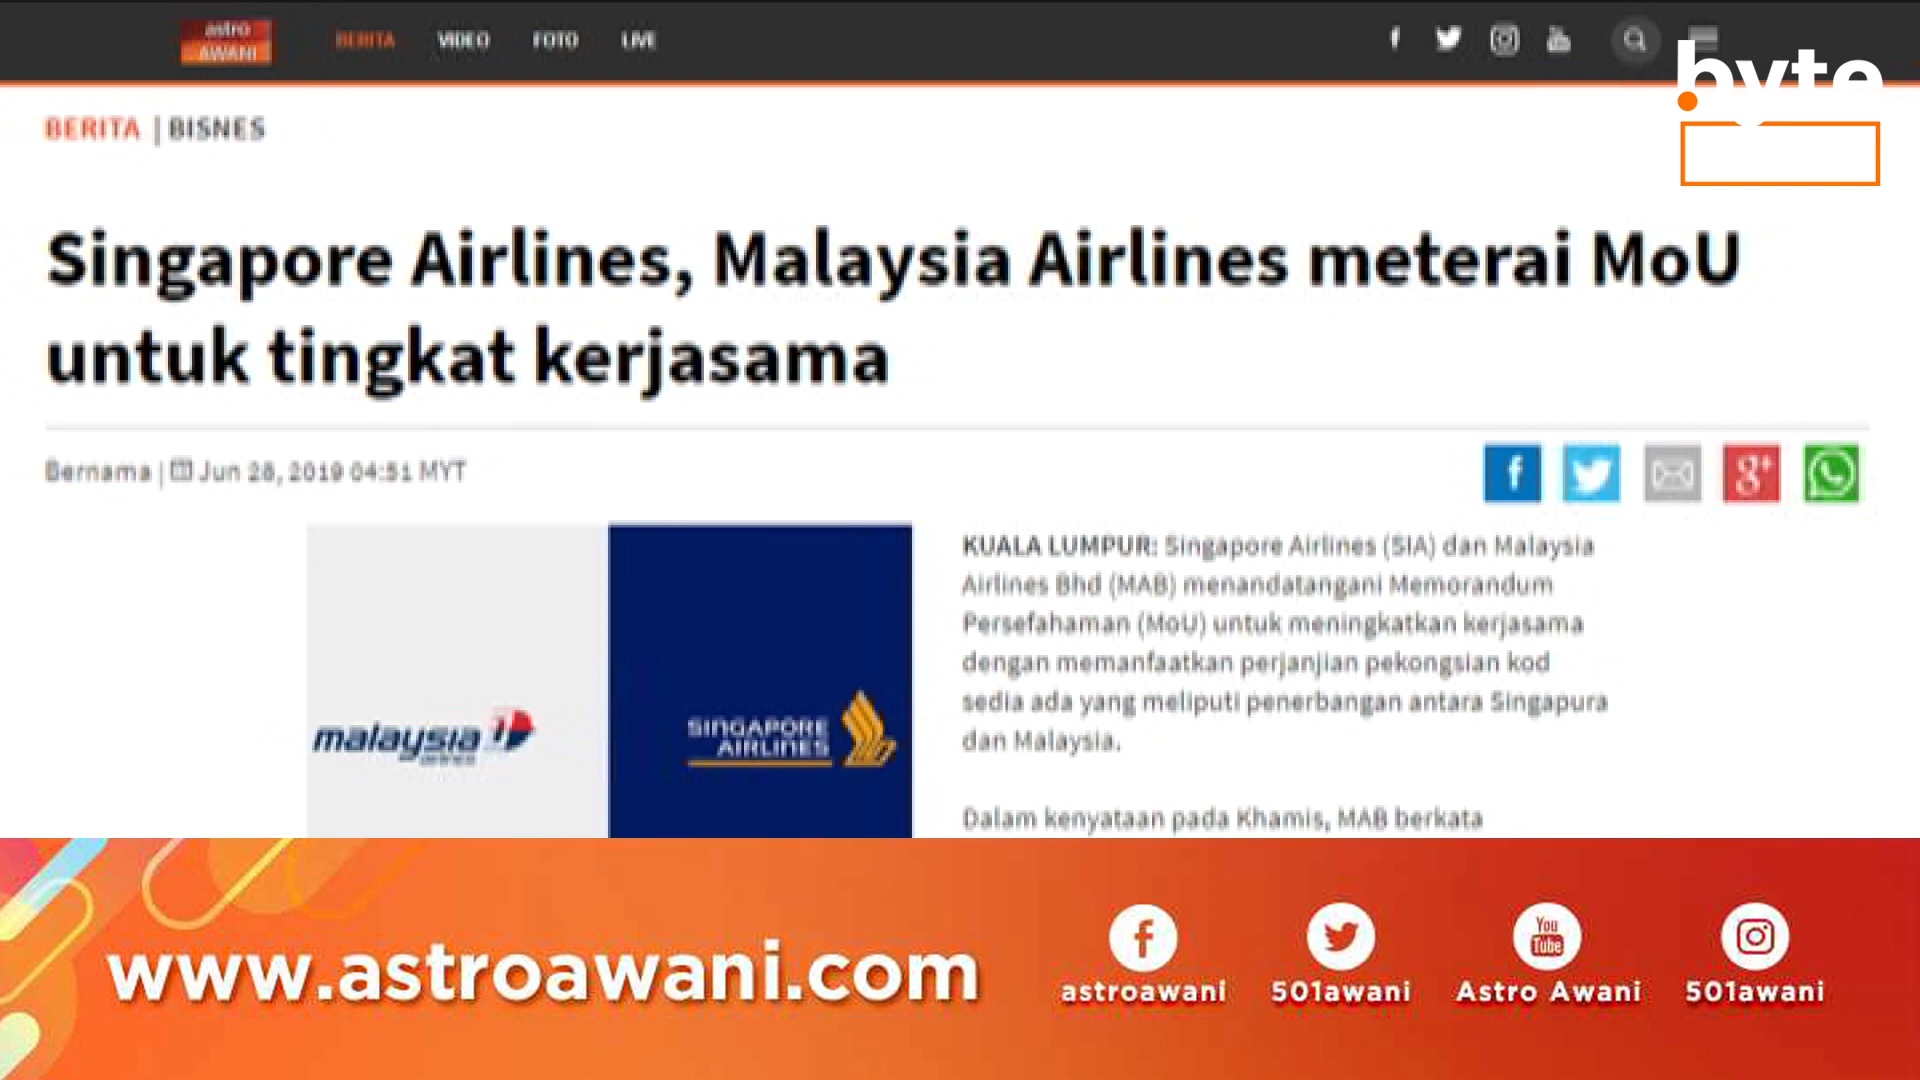 astro
AWANI
BERITA VIDEO FOTO LIVE
byte
BERITA | BISNES
Singapore Airlines, Malaysia Airlines meterai MoU
untuk tingkat kerjasama
Bernama | Jun 28, 2019 04:51 MYT
KUALA LUMPUR: Singapore Airlines (SIA) dan Malaysia
Airlines Bhd (MAB) menandatangani Memorandum
Persefahaman (MoU) untuk meningkatkan kerjasama
dengan memanfaatkan perjanjian pekongsian kod
sedia ada yang meliputi penerbangan antara Singapura
dan Malaysia.
Dalam kenyataan pada Khamis, MAB berkata
malaysia
airlines
SINGAPORE
AIRLINES
www.astroawani.com
You
Tube
astroawani 501awani Astro Awani 501awani